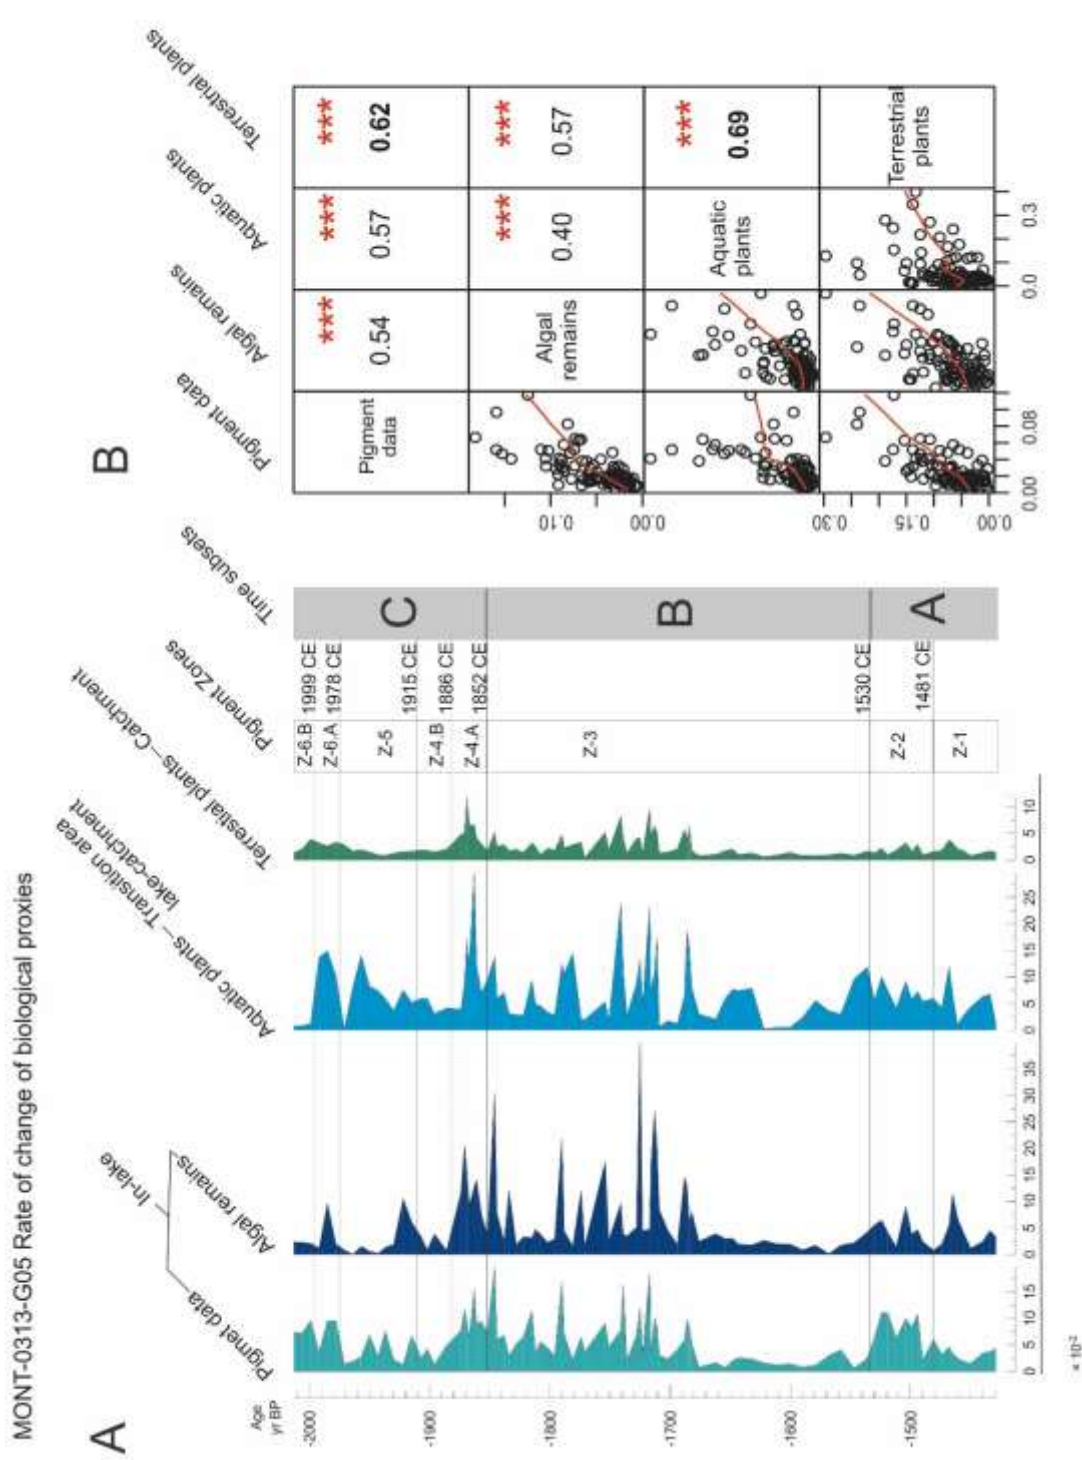 MONT-0313-G05 Rate of change of biological proxies
A
In-lake
Age
yr BP
Pigmet data
Algal remains
Aquatic plants – Transition area
lake-catchment
Terrestial plants – Catchment
Pigment Zones
Time subsets
-2000
-1900
-1800
-1700
-1600
-1500
Z-6.B
1999 CE
Z-6.A
1978 CE
Z-5
1915 CE
Z-4.B
1886 CE
Z-4.A
1852 CE
Z-3
1530 CE
Z-2
1481 CE
Z-1
C
B
A
0 5 10 15
0 5 10 15 20 25 30 35
0 5 10 15 20 25
0 5 10
× 10⁻²
B
Pigment data
Algal remains
Aquatic plants
Terrestrial plants
Pigment
data
***
0.54
***
0.57
***
0.62
0.10
0.00
Algal
remains
***
0.40
***
0.57
Aquatic
plants
***
0.69
0.30
0.15
0.00
Terrestrial
plants
0.00
0.08
0.0
0.3